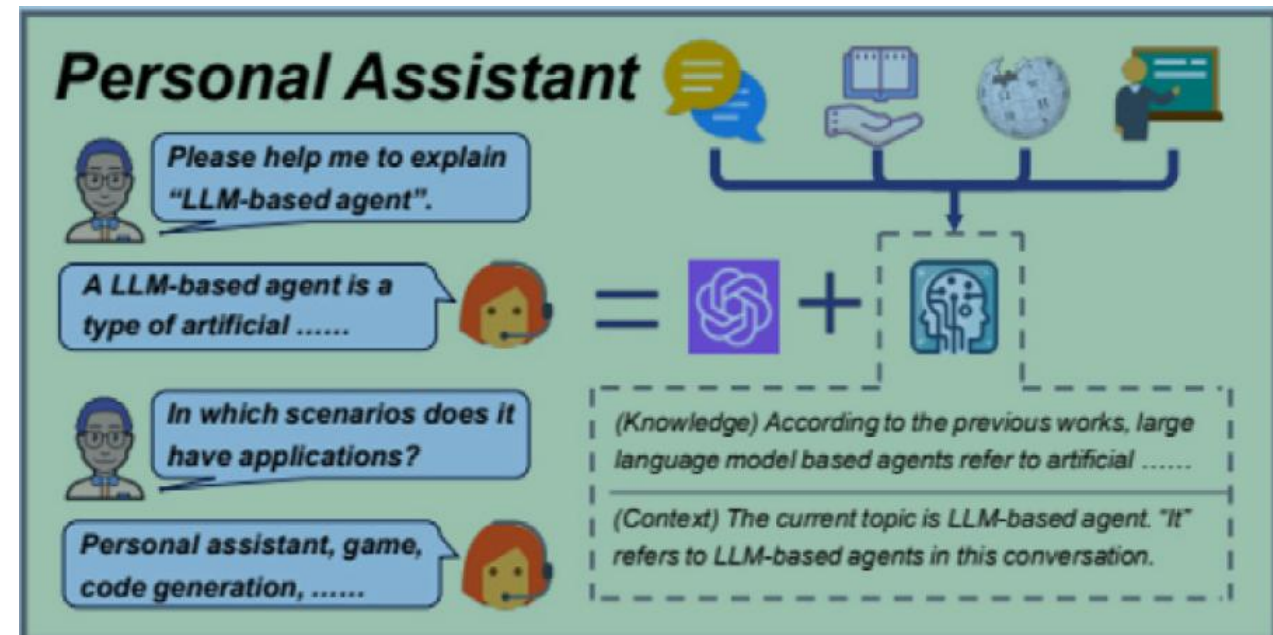 Personal Assistant
Please help me to explain
“LLM-based agent”.
A LLM-based agent is a
type of artificial ......
In which scenarios does it
have applications?
Personal assistant, game,
code generation, ......
(Knowledge) According to the previous works, large
language model based agents refer to artificial ......
(Context) The current topic is LLM-based agent. “It”
refers to LLM-based agents in this conversation.